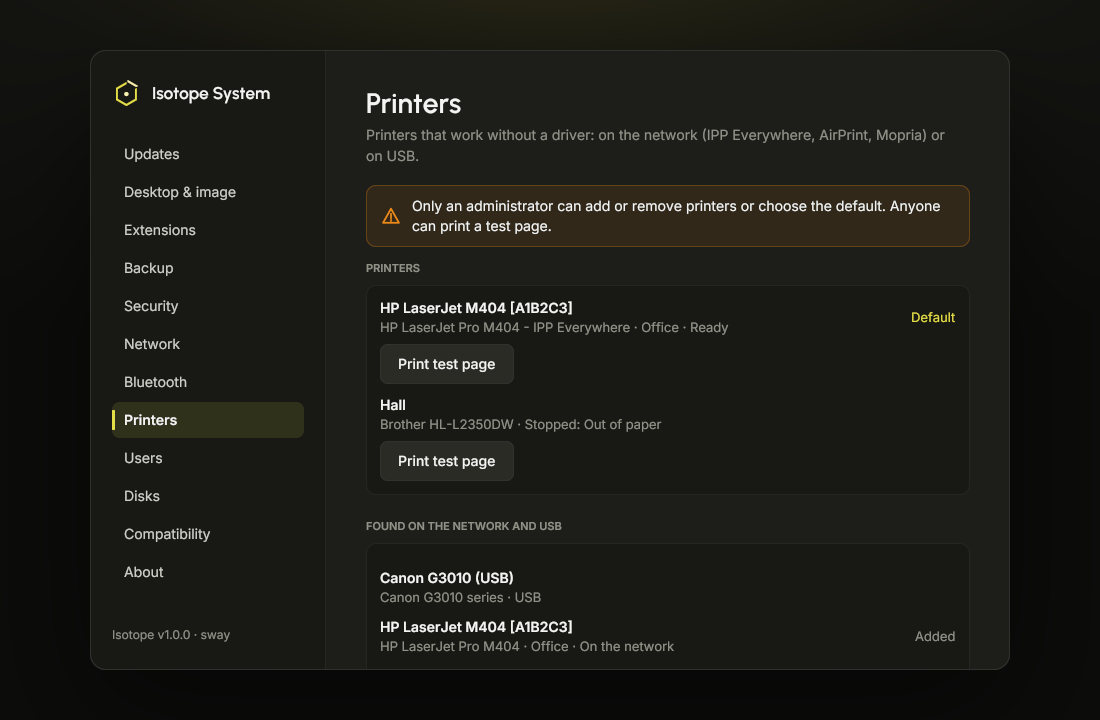 Isotope System
Updates
Desktop & image
Extensions
Backup
Security
Network
Bluetooth
Printers
Users
Disks
Compatibility
About
Isotope v1.0.0 · sway
Printers
Printers that work without a driver: on the network (IPP Everywhere, AirPrint, Mopria) or
on USB.
Only an administrator can add or remove printers or choose the default. Anyone
can print a test page.
PRINTERS
HP LaserJet M404 [A1B2C3]
HP LaserJet Pro M404 - IPP Everywhere · Office · Ready
Default
Print test page
Hall
Brother HL-L2350DW · Stopped: Out of paper
Print test page
FOUND ON THE NETWORK AND USB
Canon G3010 (USB)
Canon G3010 series · USB
HP LaserJet M404 [A1B2C3]
HP LaserJet Pro M404 · Office · On the network
Added